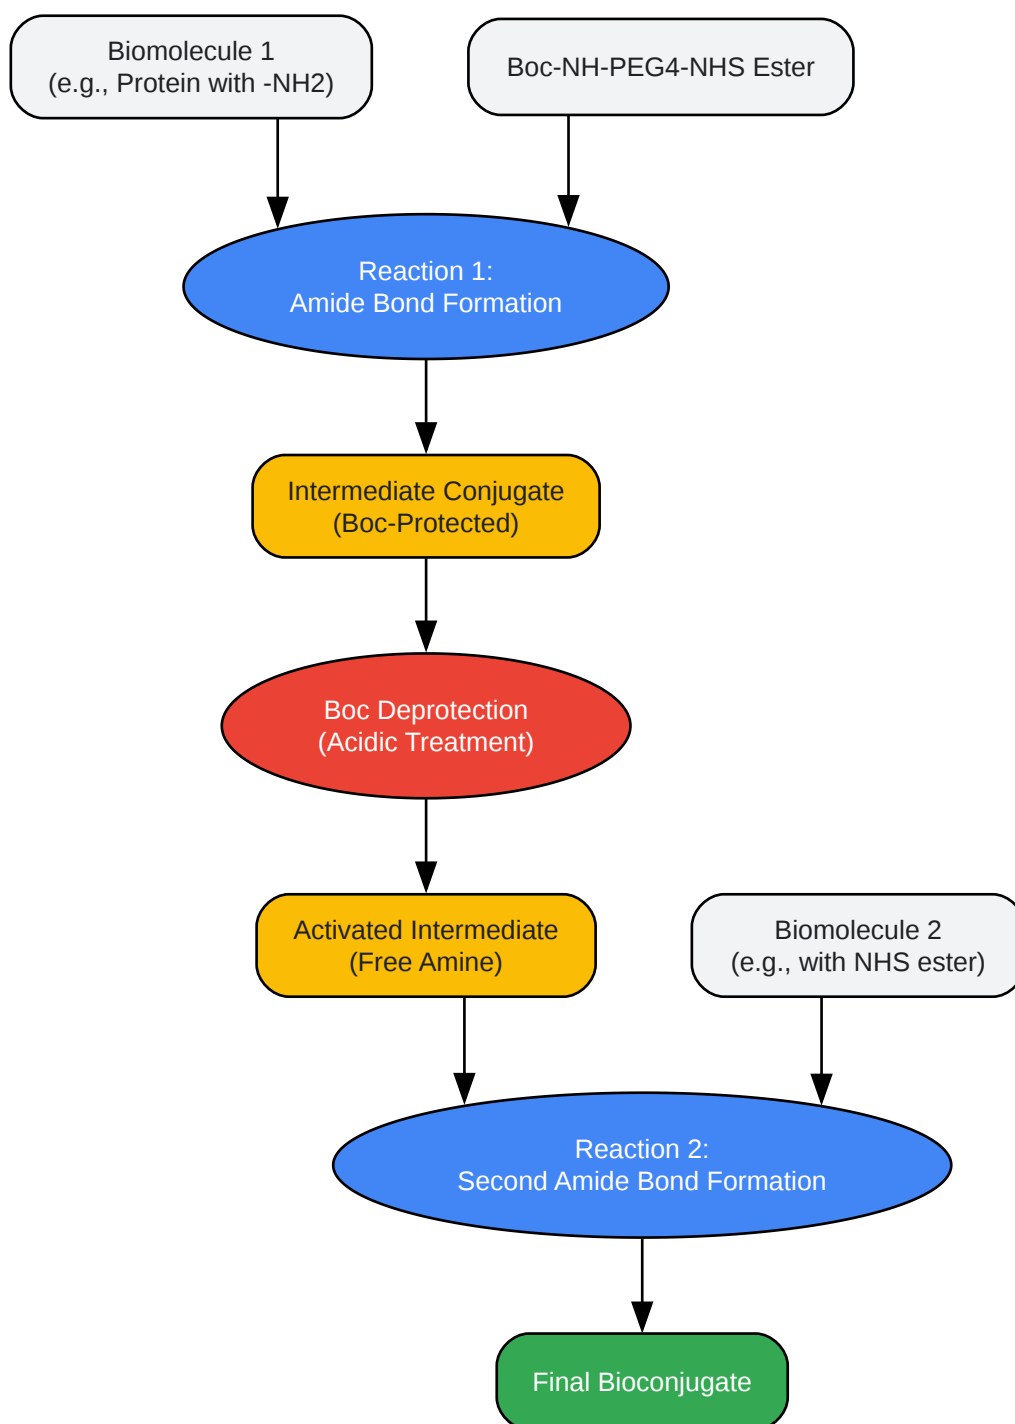 Biomolecule 1
(e.g., Protein with -NH2)
Boc-NH-PEG4-NHS Ester
Reaction 1:
Amide Bond Formation
Intermediate Conjugate
(Boc-Protected)
Boc Deprotection
(Acidic Treatment)
Activated Intermediate
(Free Amine)
Biomolecule 2
(e.g., with NHS ester)
Reaction 2:
Second Amide Bond Formation
Final Bioconjugate